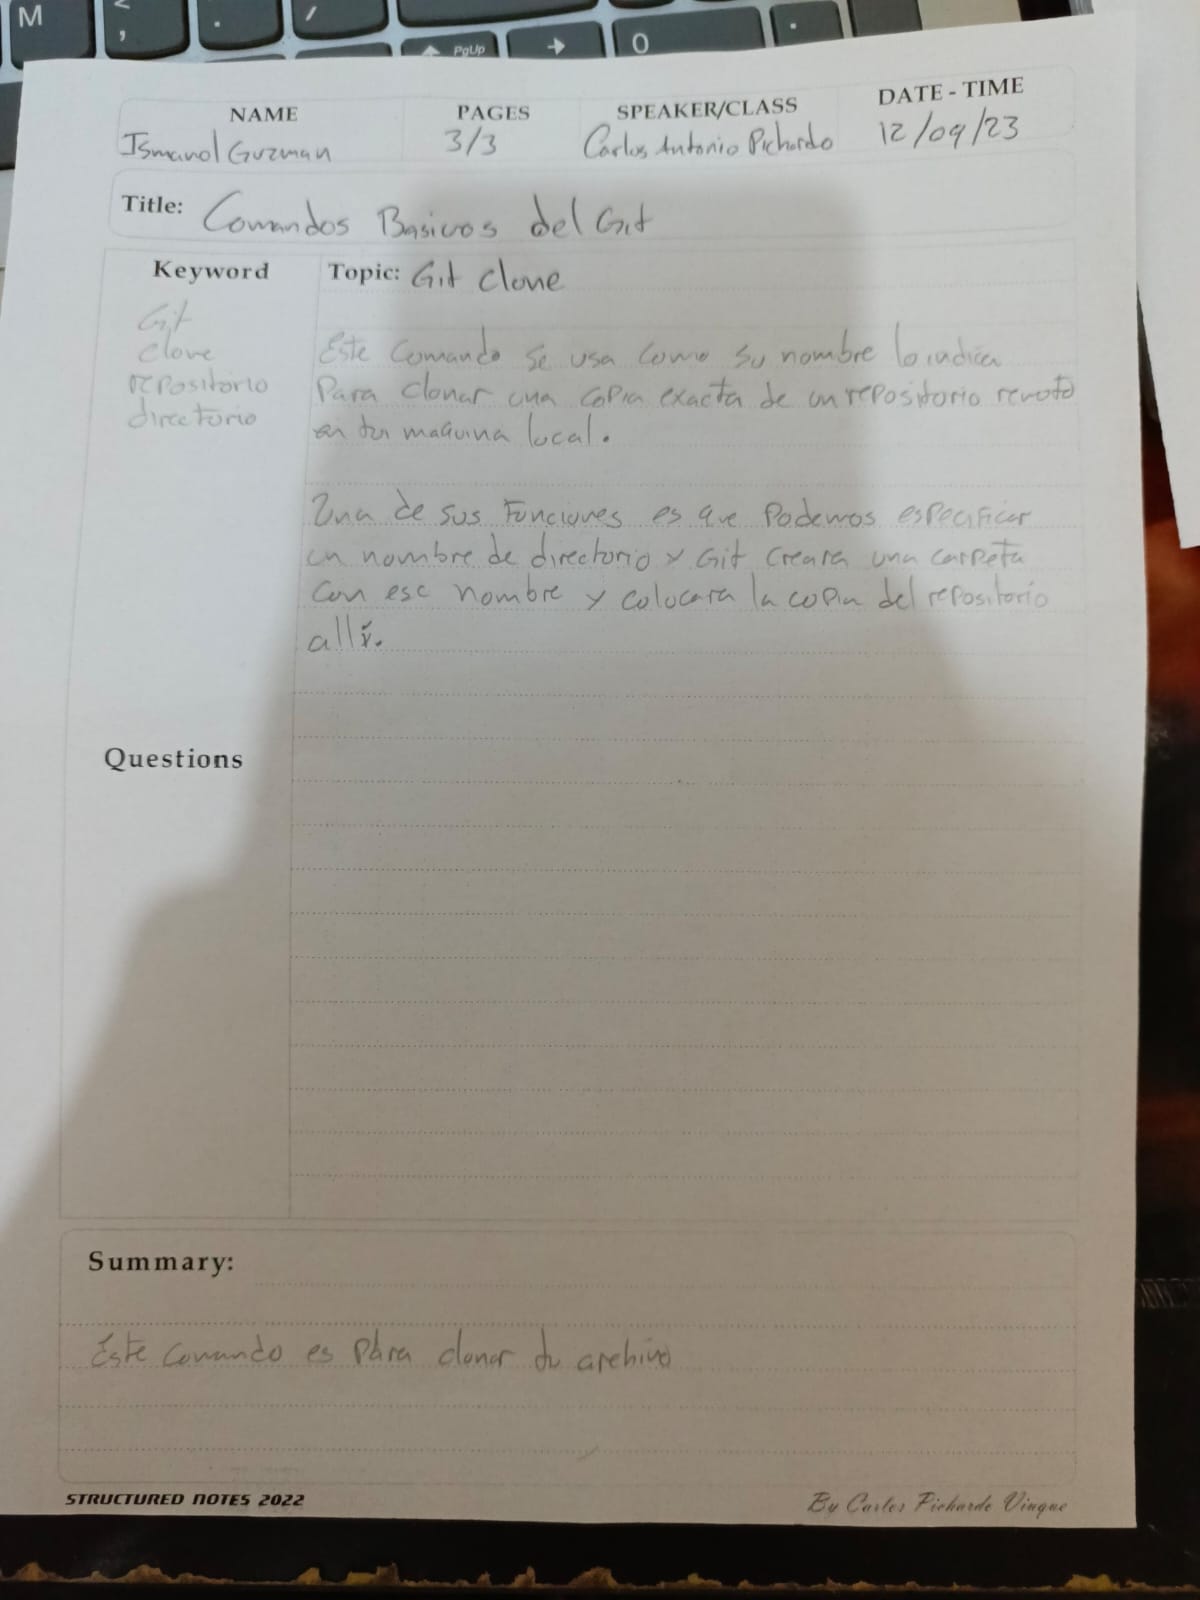 M
<
,
.
/
PgUp
→
0
.
NAME
PAGES
SPEAKER/CLASS
DATE - TIME
Ismanol Guzman
3/3
Carlos Antonio Pichardo
12/09/23
Title: Comandos Basicos del Git
Keyword
Git
clone
repositorio
directorio
Topic: Git clone
Este Comando se usa como su nombre lo indica
Para clonar una copia exacta de un repositorio remoto
en tu maquina local.
Una de sus Funciones es que Podemos especificar
un nombre de directorio y Git creara una carpeta
Con ese nombre y colocara la copia del repositorio
allí.
Questions
Summary:
Este comando es para clonar tu archivo
STRUCTURED NOTES 2022
By Carlos Pichardo Viuque